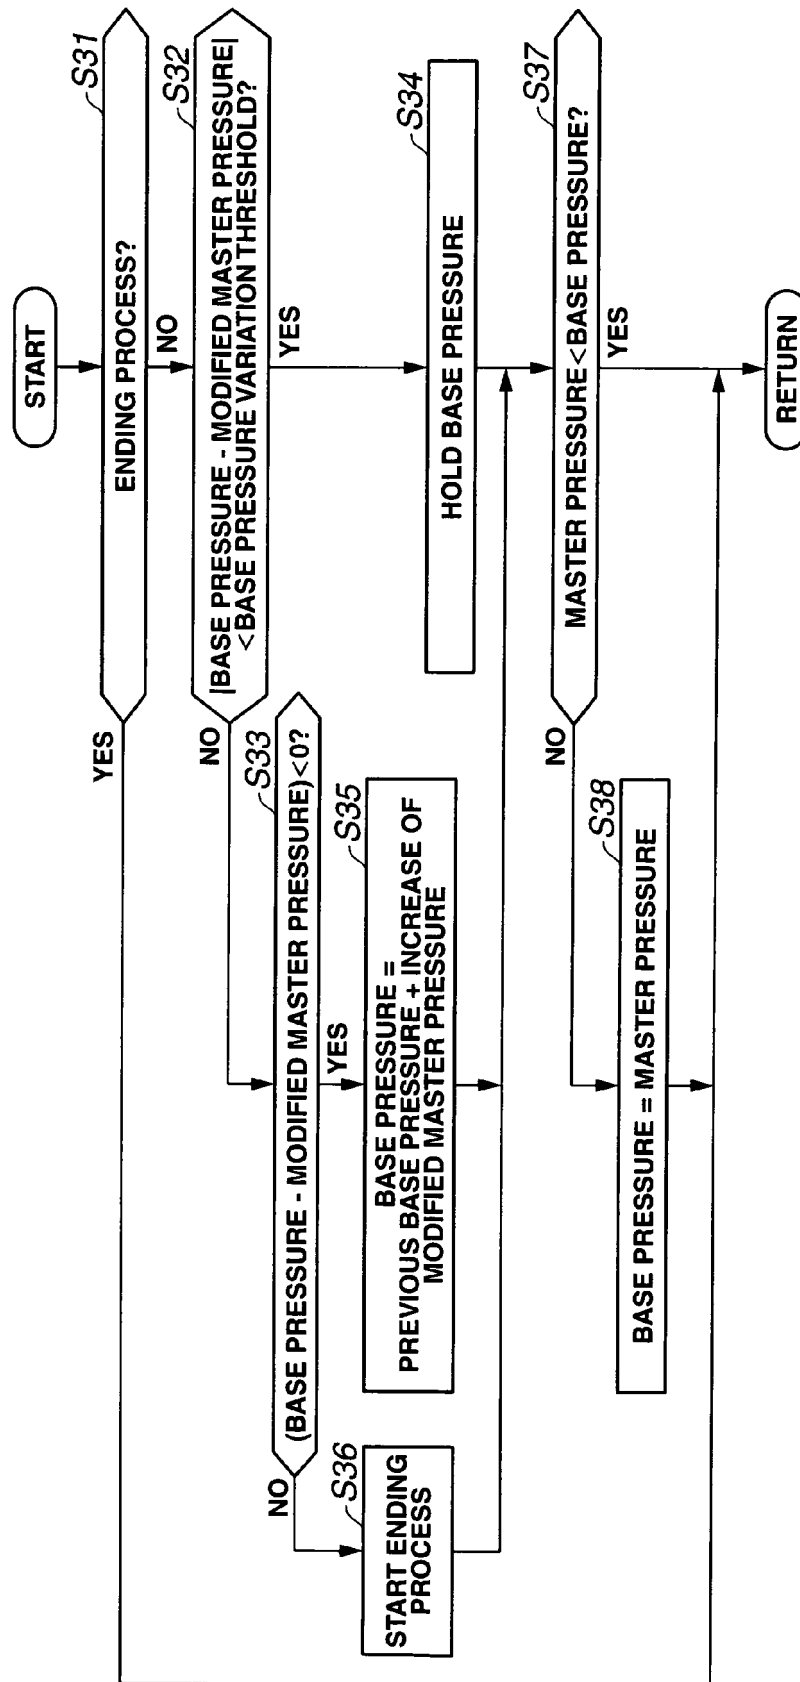 START
S31
ENDING PROCESS?
YES
NO
S32
|BASE PRESSURE - MODIFIED MASTER PRESSURE|
<BASE PRESSURE VARIATION THRESHOLD?
NO
YES
S33
(BASE PRESSURE - MODIFIED MASTER PRESSURE)<0?
NO
YES
S34
HOLD BASE PRESSURE
S35
BASE PRESSURE =
PREVIOUS BASE PRESSURE + INCREASE OF
MODIFIED MASTER PRESSURE
S36
START ENDING
PROCESS
S37
MASTER PRESSURE<BASE PRESSURE?
NO
YES
S38
BASE PRESSURE = MASTER PRESSURE
RETURN